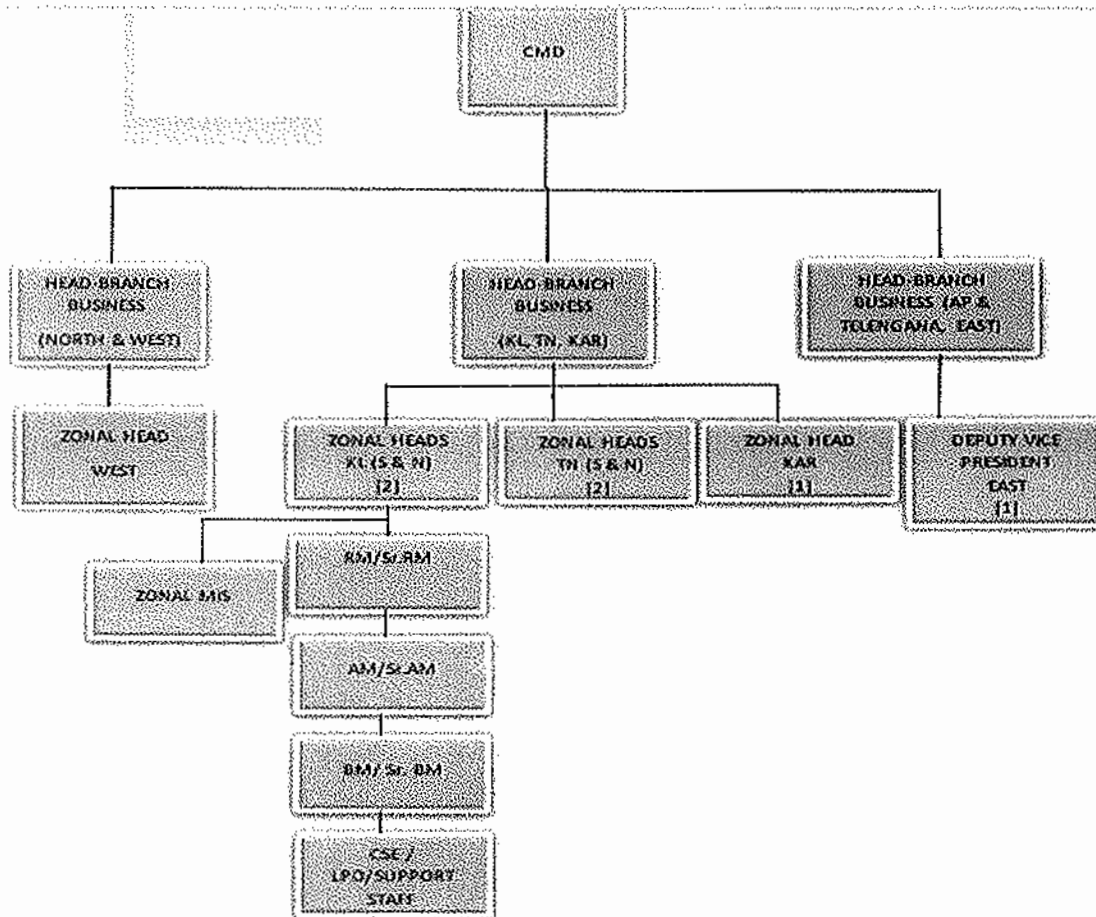 CMD
HEAD-BRANCH
BUSINESS
(NORTH & WEST)
HEAD-BRANCH
BUSINESS
(KL, TN, KAR)
HEAD-BRANCH
BUSINESS (AP &
TELENGANA, EAST)
ZONAL HEAD
WEST
ZONAL HEADS
KL (S & N)
[2]
ZONAL HEADS
TN (S & N)
[2]
ZONAL HEAD
KAR
[1]
DEPUTY VICE
PRESIDENT
EAST
[1]
ZONAL MIS
RM/Sr.RM
AM/Sr.AM
BM/ Sr. BM
CSE /
LPO/SUPPORT
STAFF